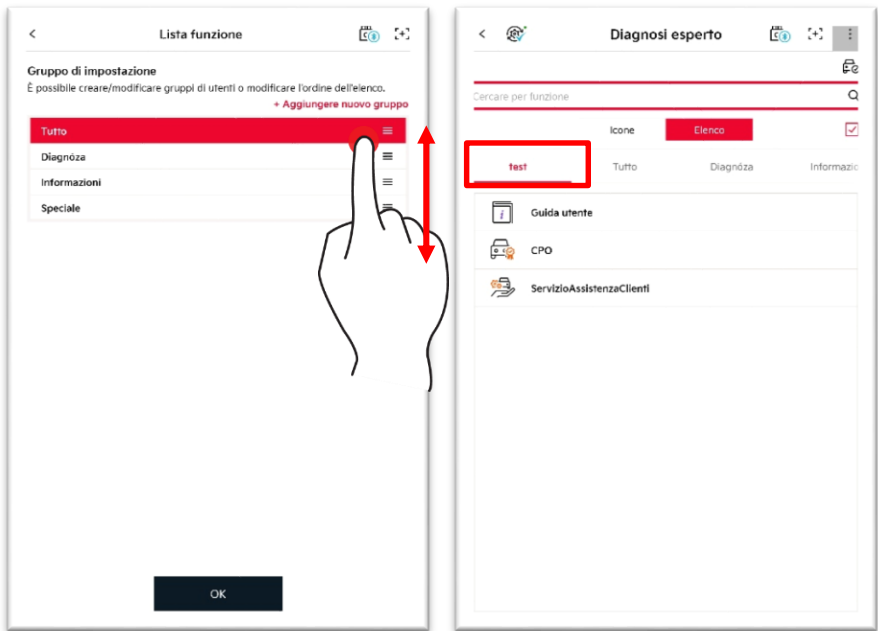 Lista funzione
Gruppo di impostazione
È possibile creare/modificare gruppi di utenti o modificare l'ordine dell'elenco.
+ Aggiungere nuovo gruppo
Tutto
Diagnóza
Informazioni
Speciale
OK
Diagnosi esperto
Cercare per funzione
Icone Elenco
test Tutto Diagnóza Informazio
Guida utente
CPO
ServizioAssistenzaClienti